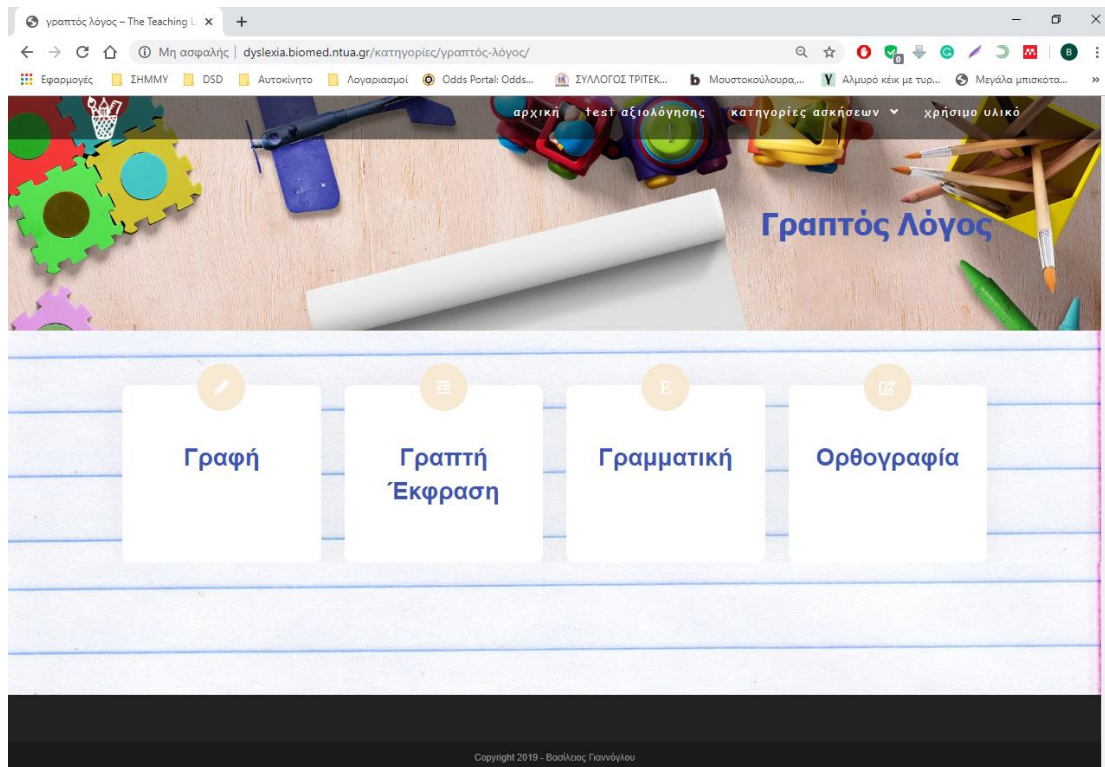 γραπτός λόγος – The Teaching L
Μη ασφαλής | dyslexia.biomed.ntua.gr/κατηγορίες/γραπτός-λόγος/
Εφαρμογές ΣΗΜΜΥ DSD Αυτοκίνητο Λογαριασμοί Odds Portal: Odds... ΣΥΛΛΟΓΟΣ ΤΡΙΤΕΚ... Μουστοκούλουρα,... Αλμυρό κέικ με τυρ... Μεγάλα μπισκότα... »
αρχική test αξιολόγησης κατηγορίες ασκήσεων χρήσιμο υλικό
Γραπτός Λόγος
E
Γραφή
Γραπτή
Έκφραση
Γραμματική
Ορθογραφία
Copyright 2019 - Βασίλειος Γιαννόγλου